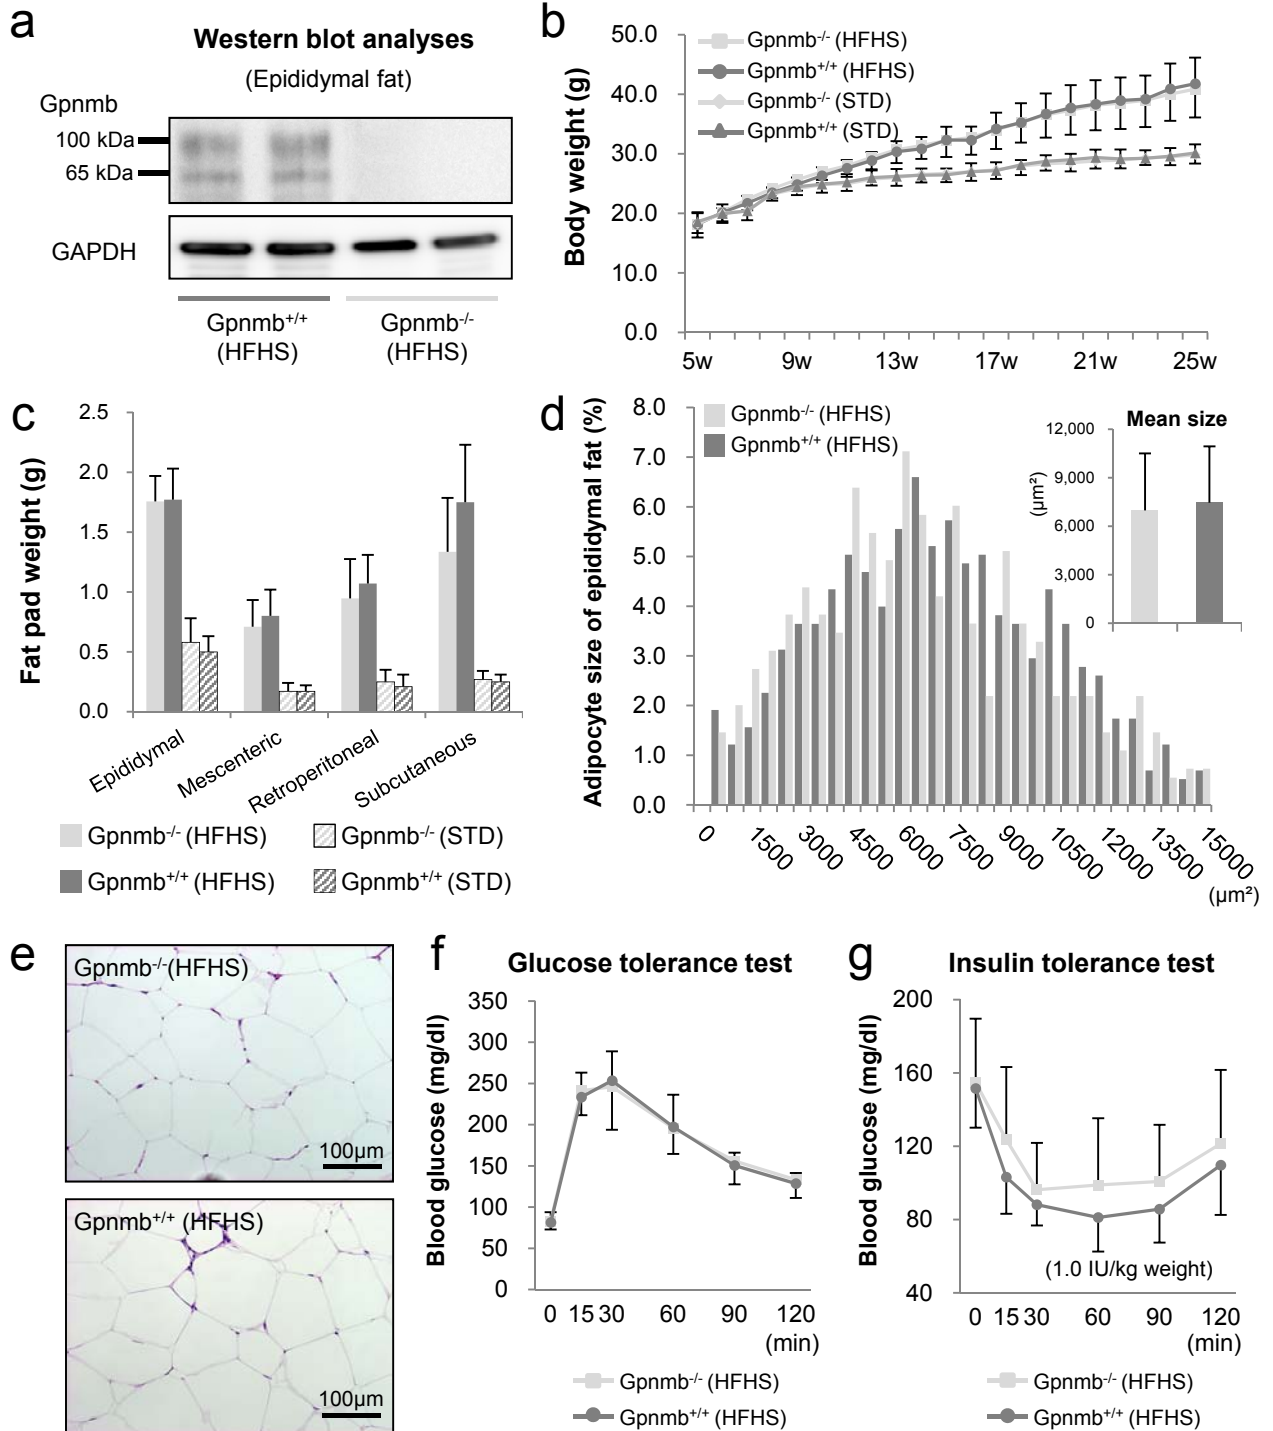 a
Western blot analyses
(Epididymal fat)
Gpnmb
100 kDa
65 kDa
GAPDH
Gpnmb+/+
(HFHS)
Gpnmb-/-
(HFHS)
b
Body weight (g)
50.0
40.0
30.0
20.0
10.0
0.0
Gpnmb-/- (HFHS)
Gpnmb+/+ (HFHS)
Gpnmb-/- (STD)
Gpnmb+/+ (STD)
5w 9w 13w 17w 21w 25w
c
Fat pad weight (g)
2.5
2.0
1.5
1.0
0.5
0.0
Epididymal
Mescenteric
Retroperitoneal
Subcutaneous
Gpnmb-/- (HFHS)
Gpnmb-/- (STD)
Gpnmb+/+ (HFHS)
Gpnmb+/+ (STD)
d
Adipocyte size of epididymal fat (%)
8.0
7.0
6.0
5.0
4.0
3.0
2.0
1.0
0.0
Gpnmb-/- (HFHS)
Gpnmb+/+ (HFHS)
Mean size
(µm²)
12,000
9,000
6,000
3,000
0
0 1500 3000 4500 6000 7500 9000 10500 12000 13500 15000
(µm²)
e
Gpnmb-/-(HFHS)
100µm
Gpnmb+/+ (HFHS)
100µm
f
Glucose tolerance test
Blood glucose (mg/dl)
350
300
250
200
150
100
50
0
0 15 30 60 90 120
(min)
Gpnmb-/- (HFHS)
Gpnmb+/+ (HFHS)
g
Insulin tolerance test
Blood glucose (mg/dl)
200
160
120
80
40
(1.0 IU/kg weight)
0 15 30 60 90 120
(min)
Gpnmb-/- (HFHS)
Gpnmb+/+ (HFHS)